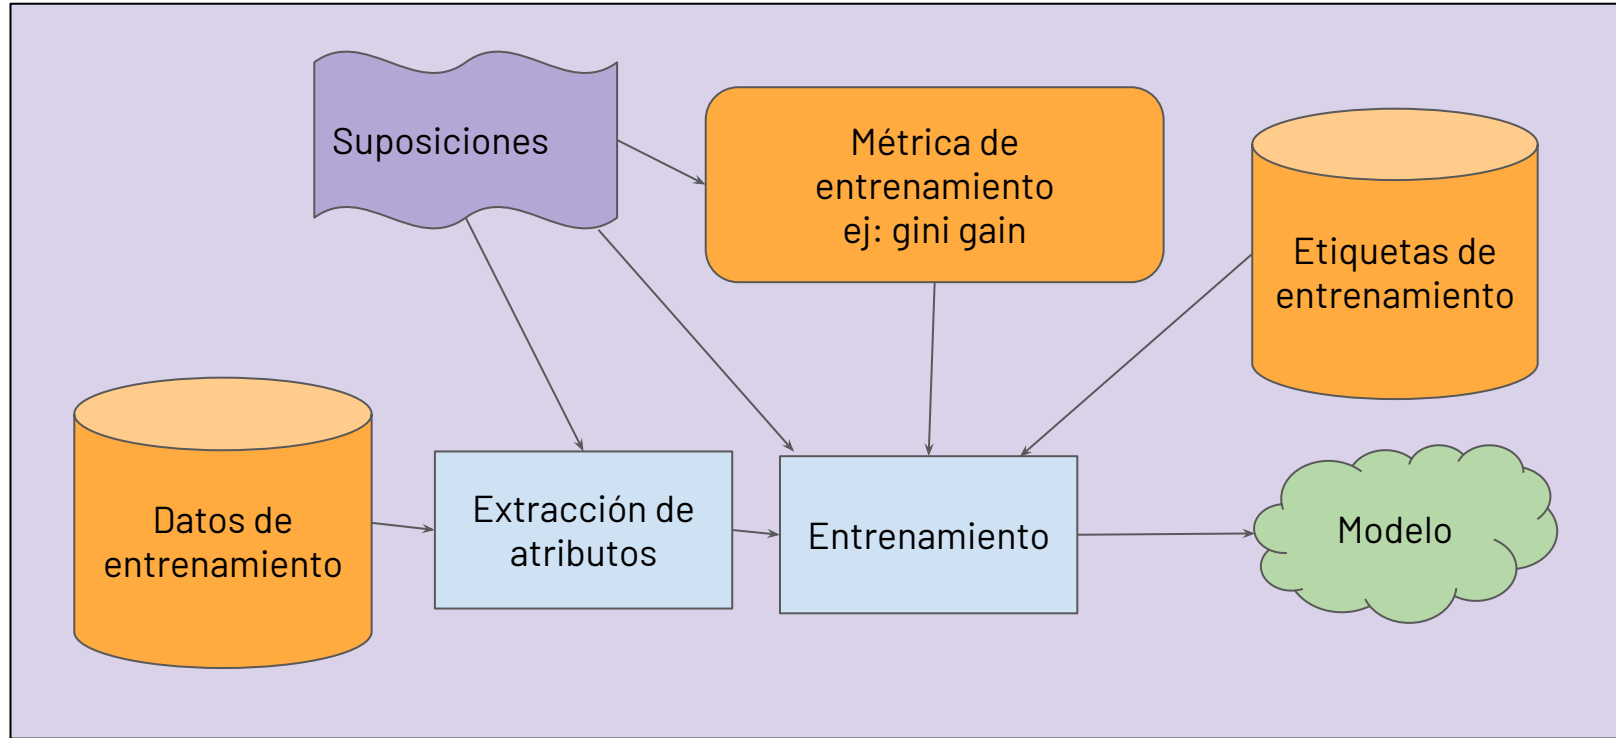 Suposiciones
Métrica de
entrenamiento
ej: gini gain
Etiquetas de
entrenamiento
Datos de
entrenamiento
Extracción de
atributos
Entrenamiento
Modelo